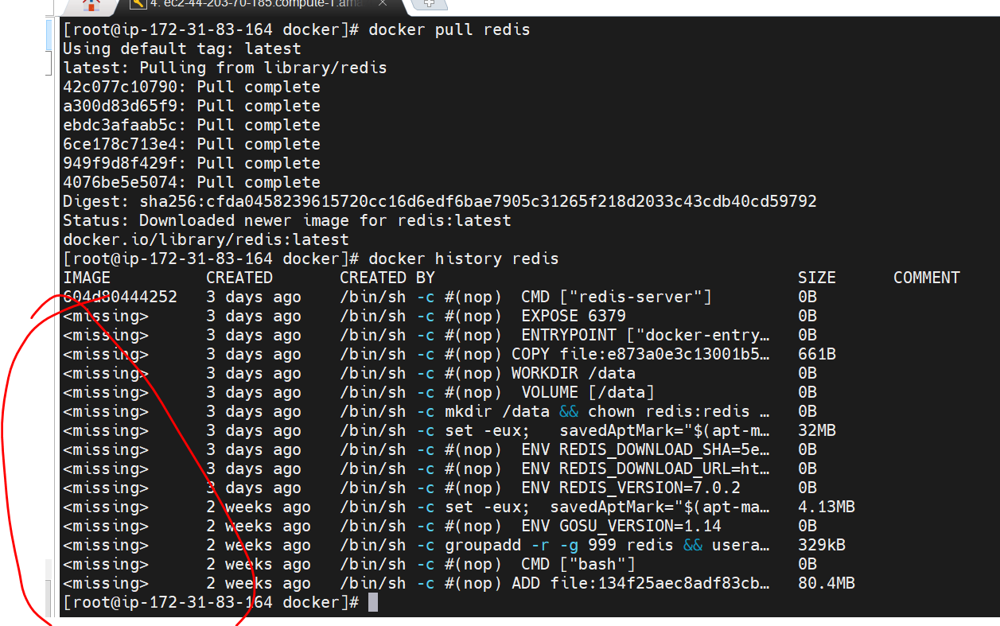 4. ec2-44-203-70-185.compute-1.ama
[root@ip-172-31-83-164 docker]# docker pull redis
Using default tag: latest
latest: Pulling from library/redis
42c077c10790: Pull complete
a300d83d65f9: Pull complete
ebdc3afaab5c: Pull complete
6ce178c713e4: Pull complete
949f9d8f429f: Pull complete
4076be5e5074: Pull complete
Digest: sha256:cfda0458239615720cc16d6edf6bae7905c31265f218d2033c43cdb40cd59792
Status: Downloaded newer image for redis:latest
docker.io/library/redis:latest
[root@ip-172-31-83-164 docker]# docker history redis
IMAGE CREATED CREATED BY SIZE COMMENT
604d80444252 3 days ago /bin/sh -c #(nop) CMD ["redis-server"] 0B
<missing> 3 days ago /bin/sh -c #(nop) EXPOSE 6379 0B
<missing> 3 days ago /bin/sh -c #(nop) ENTRYPOINT ["docker-entry… 0B
<missing> 3 days ago /bin/sh -c #(nop) COPY file:e873a0e3c13001b5… 661B
<missing> 3 days ago /bin/sh -c #(nop) WORKDIR /data 0B
<missing> 3 days ago /bin/sh -c #(nop) VOLUME [/data] 0B
<missing> 3 days ago /bin/sh -c mkdir /data && chown redis:redis … 0B
<missing> 3 days ago /bin/sh -c set -eux; savedAptMark="$(apt-m… 32MB
<missing> 3 days ago /bin/sh -c #(nop) ENV REDIS_DOWNLOAD_SHA=5e… 0B
<missing> 3 days ago /bin/sh -c #(nop) ENV REDIS_DOWNLOAD_URL=ht… 0B
<missing> 3 days ago /bin/sh -c #(nop) ENV REDIS_VERSION=7.0.2 0B
<missing> 2 weeks ago /bin/sh -c set -eux; savedAptMark="$(apt-ma… 4.13MB
<missing> 2 weeks ago /bin/sh -c #(nop) ENV GOSU_VERSION=1.14 0B
<missing> 2 weeks ago /bin/sh -c groupadd -r -g 999 redis && usera… 329kB
<missing> 2 weeks ago /bin/sh -c #(nop) CMD ["bash"] 0B
<missing> 2 weeks ago /bin/sh -c #(nop) ADD file:134f25aec8adf83cb… 80.4MB
[root@ip-172-31-83-164 docker]#